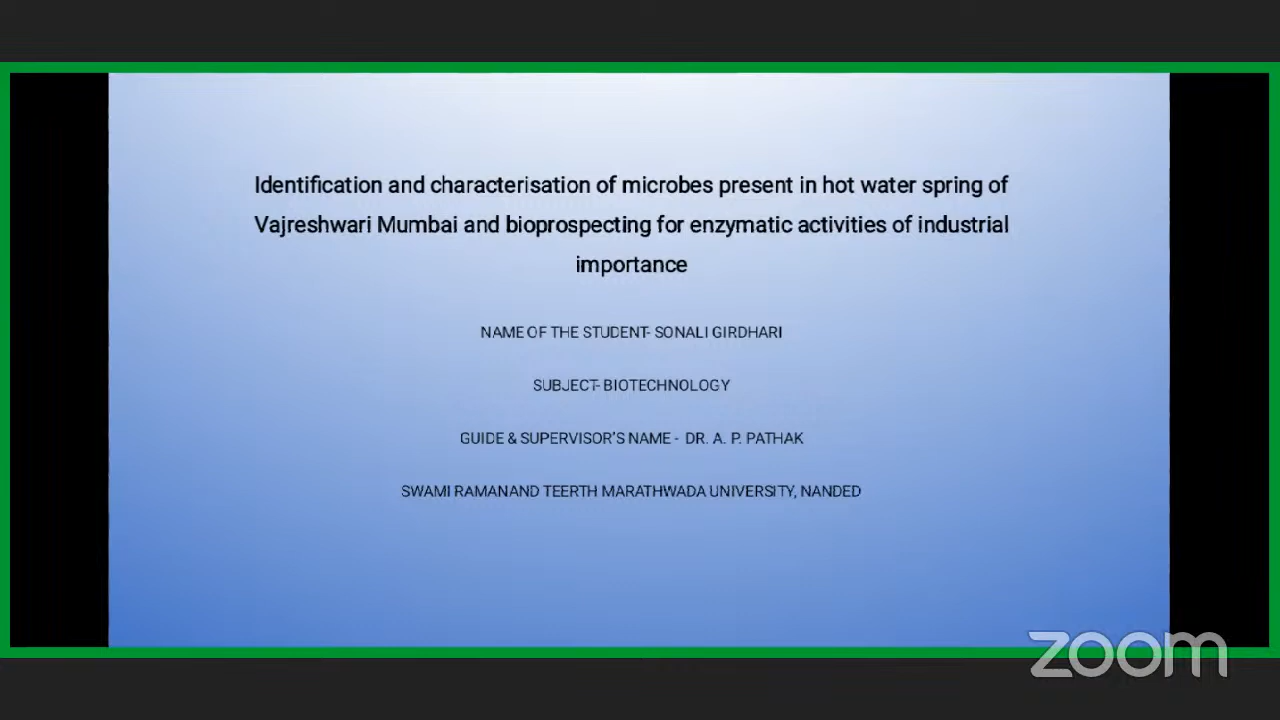 Identification and characterisation of microbes present in hot water spring of
Vajreshwari Mumbai and bioprospecting for enzymatic activities of industrial
importance
NAME OF THE STUDENT- SONALI GIRDHARI
SUBJECT- BIOTECHNOLOGY
GUIDE & SUPERVISOR'S NAME - DR. A. P. PATHAK
SWAMI RAMANAND TEERTH MARATHWADA UNIVERSITY, NANDED
zoom